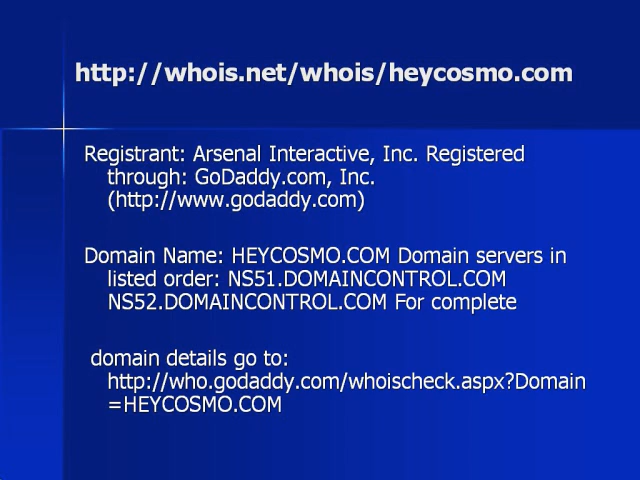 http://whois.net/whois/heycosmo.com
Registrant: Arsenal Interactive, Inc. Registered
through: GoDaddy.com, Inc.
(http://www.godaddy.com)
Domain Name: HEYCOSMO.COM Domain servers in
listed order: NS51.DOMAINCONTROL.COM
NS52.DOMAINCONTROL.COM For complete
domain details go to:
http://who.godaddy.com/whoischeck.aspx?Domain
=HEYCOSMO.COM